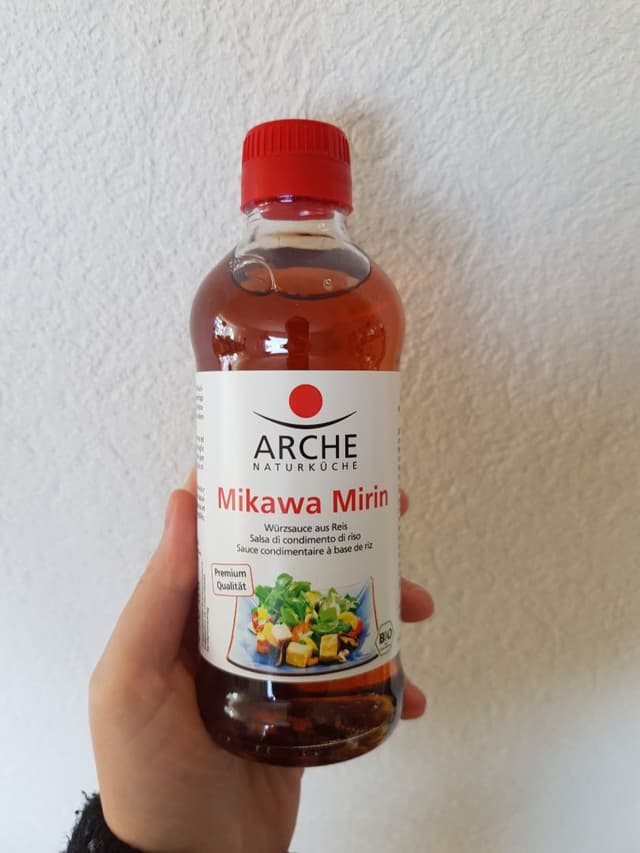 ARCHE
NATURKÜCHE
Mikawa Mirin
Würzsauce aus Reis
Salsa di condimento di riso
Sauce condimentaire à base de riz
Premium
Qualität
BIO